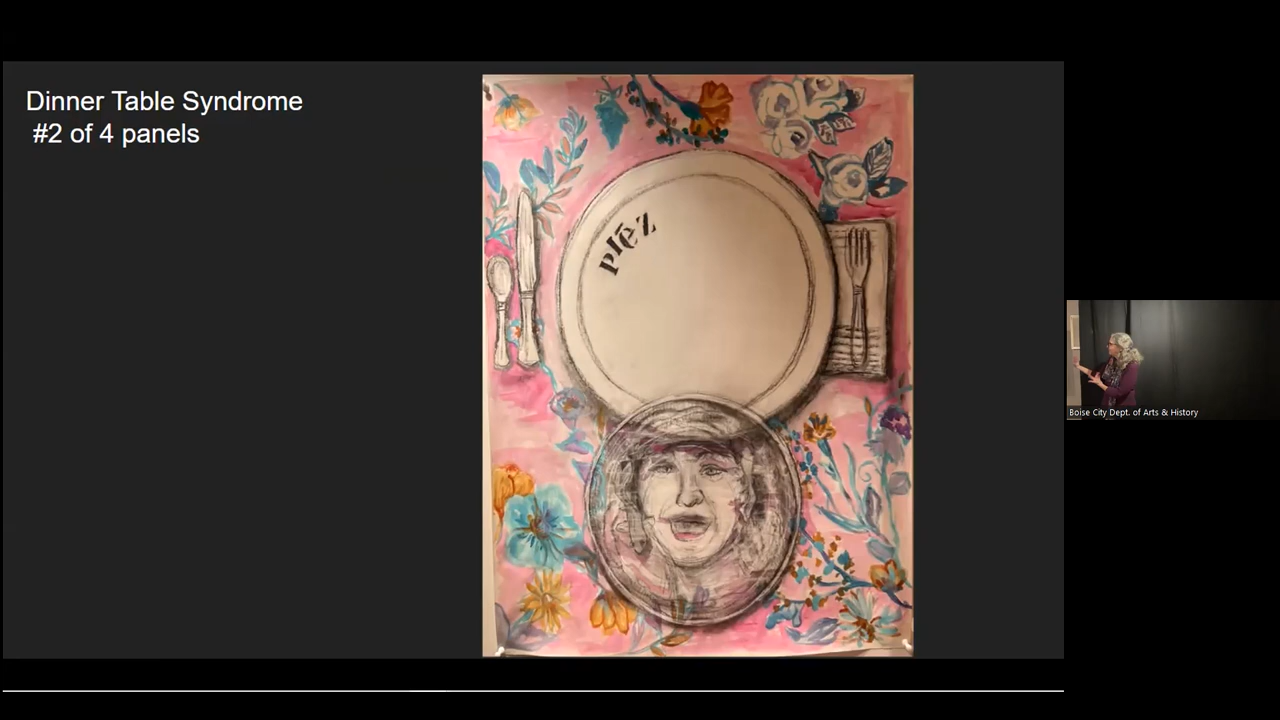 Dinner Table Syndrome
#2 of 4 panels
plēz
Boise City Dept. of Arts & History